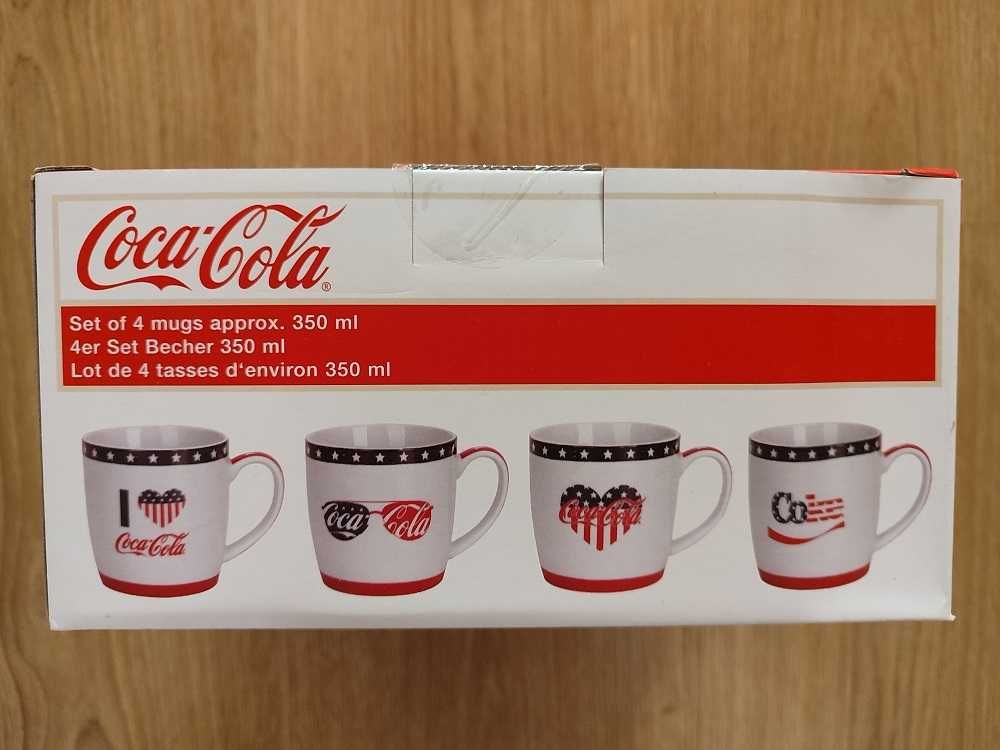 Coca-Cola®
Set of 4 mugs approx. 350 ml
4er Set Becher 350 ml
Lot de 4 tasses d'environ 350 ml
I
Coca-Cola
Coca-Cola
Coca-Cola
Coke